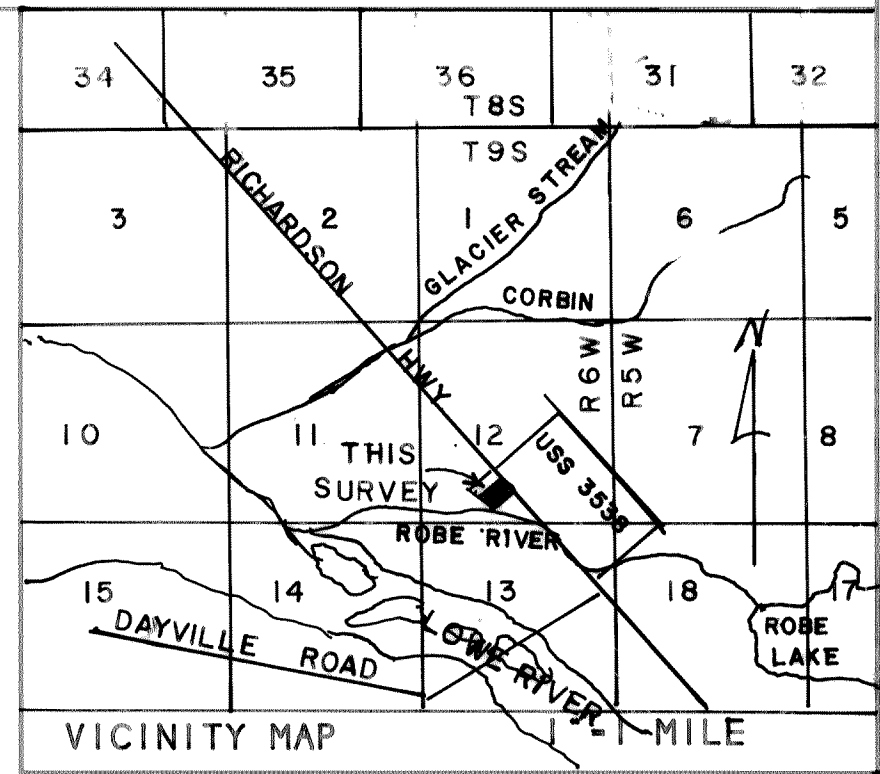 34 35 36 31 32
T8S
T9S
RICHARDSON
HWY
GLACIER STREAM
3 2 1 6 5
CORBIN
R6W
R5W
N
10 11 12 7 8
THIS
SURVEY
USS 3538
ROBE RIVER
15 14 13 18 17
DAYVILLE ROAD
LOWE RIVER
ROBE
LAKE
VICINITY MAP
1"-1 MILE